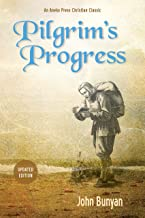 An Aneko Press Christian Classic
Pilgrim's
Progress
UPDATED
EDITION
John Bunyan